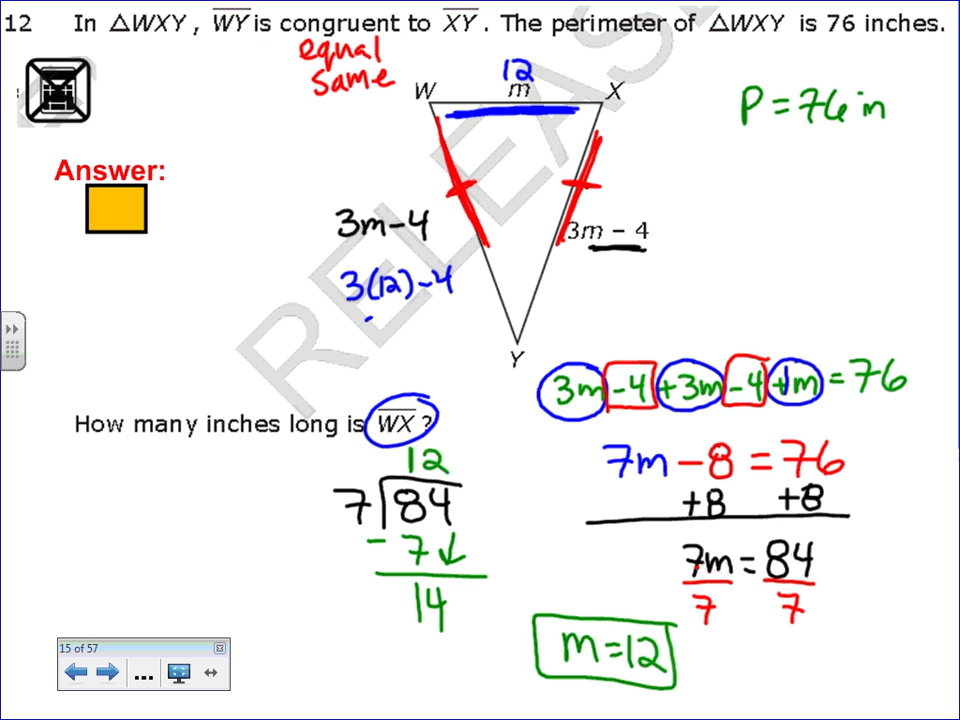 12 In △WXY, WY is congruent to XY. The perimeter of △WXY is 76 inches.
equal
same
12
W m X
P = 76 in
Answer:
3m-4
3m - 4
3(12)-4
RELEASE
Y
3m -4 +3m -4 +1m = 76
How many inches long is WX?
12
7m - 8 = 76
7 84
+8 +8
- 7↓
7m = 84
7 7
14
m = 12
15 of 57
...